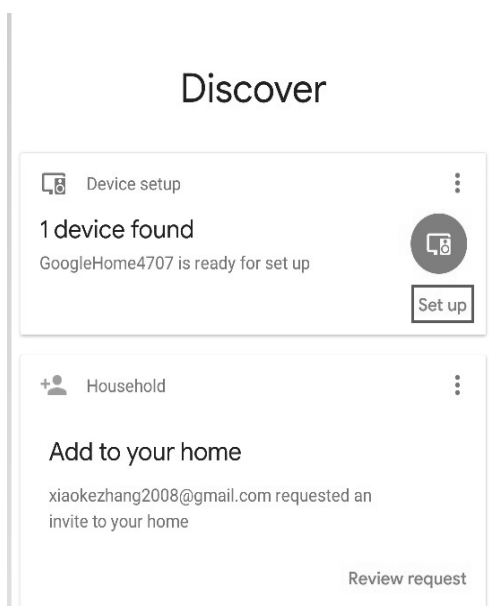 Discover
Device setup
1 device found
GoogleHome4707 is ready for set up
Set up
Household
Add to your home
xiaokezhang2008@gmail.com requested an
invite to your home
Review request